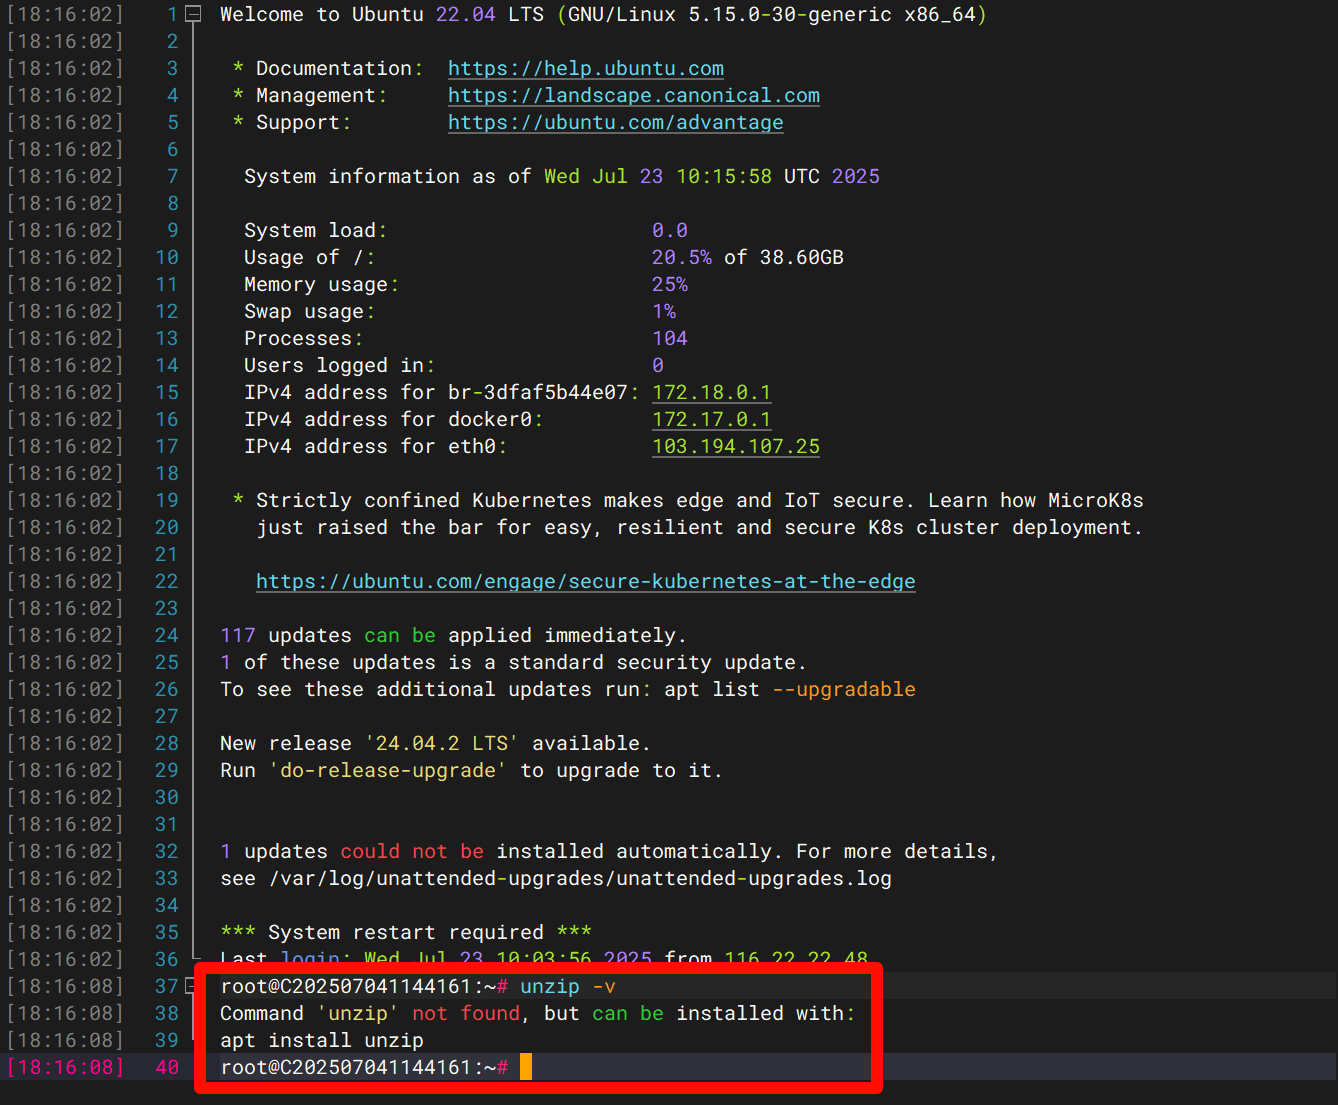 [18:16:02] 1 Welcome to Ubuntu 22.04 LTS (GNU/Linux 5.15.0-30-generic x86_64)
[18:16:02] 2
[18:16:02] 3 * Documentation: https://help.ubuntu.com
[18:16:02] 4 * Management: https://landscape.canonical.com
[18:16:02] 5 * Support: https://ubuntu.com/advantage
[18:16:02] 6
[18:16:02] 7 System information as of Wed Jul 23 10:15:58 UTC 2025
[18:16:02] 8
[18:16:02] 9 System load: 0.0
[18:16:02] 10 Usage of /: 20.5% of 38.60GB
[18:16:02] 11 Memory usage: 25%
[18:16:02] 12 Swap usage: 1%
[18:16:02] 13 Processes: 104
[18:16:02] 14 Users logged in: 0
[18:16:02] 15 IPv4 address for br-3dfaf5b44e07: 172.18.0.1
[18:16:02] 16 IPv4 address for docker0: 172.17.0.1
[18:16:02] 17 IPv4 address for eth0: 103.194.107.25
[18:16:02] 18
[18:16:02] 19 * Strictly confined Kubernetes makes edge and IoT secure. Learn how MicroK8s
[18:16:02] 20 just raised the bar for easy, resilient and secure K8s cluster deployment.
[18:16:02] 21
[18:16:02] 22 https://ubuntu.com/engage/secure-kubernetes-at-the-edge
[18:16:02] 23
[18:16:02] 24 117 updates can be applied immediately.
[18:16:02] 25 1 of these updates is a standard security update.
[18:16:02] 26 To see these additional updates run: apt list --upgradable
[18:16:02] 27
[18:16:02] 28 New release '24.04.2 LTS' available.
[18:16:02] 29 Run 'do-release-upgrade' to upgrade to it.
[18:16:02] 30
[18:16:02] 31
[18:16:02] 32 1 updates could not be installed automatically. For more details,
[18:16:02] 33 see /var/log/unattended-upgrades/unattended-upgrades.log
[18:16:02] 34
[18:16:02] 35 *** System restart required ***
[18:16:02] 36 Last login: Wed Jul 23 10:03:56 2025 from 116.22.22.48
[18:16:08] 37 root@C202507041144161:~# unzip -v
[18:16:08] 38 Command 'unzip' not found, but can be installed with:
[18:16:08] 39 apt install unzip
[18:16:08] 40 root@C202507041144161:~#